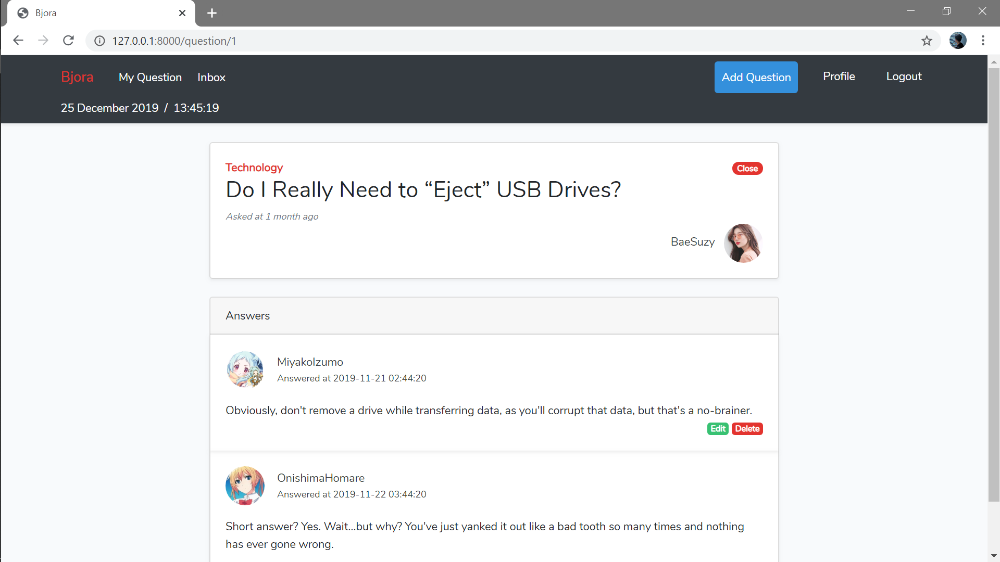 Bjora
127.0.0.1:8000/question/1
Bjora My Question Inbox Add Question Profile Logout
25 December 2019 / 13:45:19
Technology Close
Do I Really Need to “Eject” USB Drives?
Asked at 1 month ago
BaeSuzy
Answers
MiyakoIzumo
Answered at 2019-11-21 02:44:20
Obviously, don't remove a drive while transferring data, as you'll corrupt that data, but that's a no-brainer.
Edit Delete
OnishimaHomare
Answered at 2019-11-22 03:44:20
Short answer? Yes. Wait...but why? You've just yanked it out like a bad tooth so many times and nothing
has ever gone wrong.